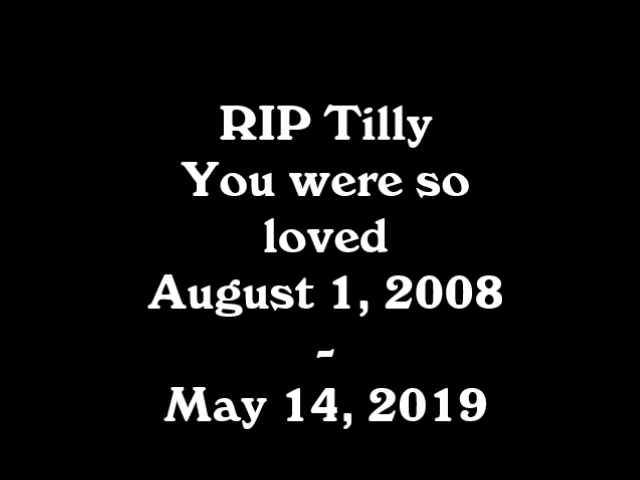 RIP Tilly
You were so
loved
August 1, 2008
-
May 14, 2019